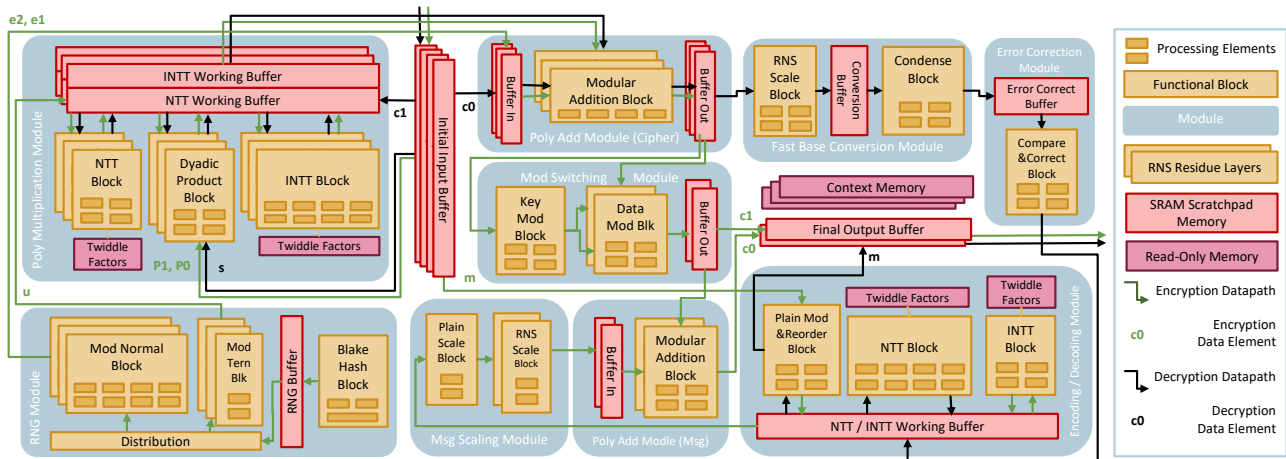 e2, e1
INTT Working Buffer
NTT Working Buffer
NTT
Block
Dyadic
Product
Block
INTT BLock
Twiddle
Factors
Twiddle Factors
Poly Multiplication Module
P1, P0
s
u
c1
c0
Initial Input Buffer
m
Buffer In
Modular
Addition Block
Buffer Out
Poly Add Module (Cipher)
RNS
Scale
Block
Conversion Buffer
Condense
Block
Fast Base Conversion Module
Error Correction
Module
Error Correct
Buffer
Compare
&Correct
Block
Mod Switching
Module
Key
Mod
Block
Data
Mod Blk
Buffer Out
c1
c0
Context Memory
Final Output Buffer
m
RNG Module
Mod Normal
Block
Mod
Tern
Blk
RNG Buffer
Blake
Hash
Block
Distribution
Plain
Scale
Block
RNS
Scale
Block
Msg Scaling Module
Buffer In
Modular
Addition
Block
Poly Add Modle (Msg)
Plain Mod
&Reorder
Block
Twiddle Factors
NTT Block
Twiddle
Factors
INTT
Block
NTT / INTT Working Buffer
Encoding / Decoding Module
Processing Elements
Functional Block
Module
RNS Residue Layers
SRAM Scratchpad
Memory
Read-Only Memory
Encryption Datapath
c0
Encryption
Data Element
Decryption Datapath
c0
Decryption
Data Element